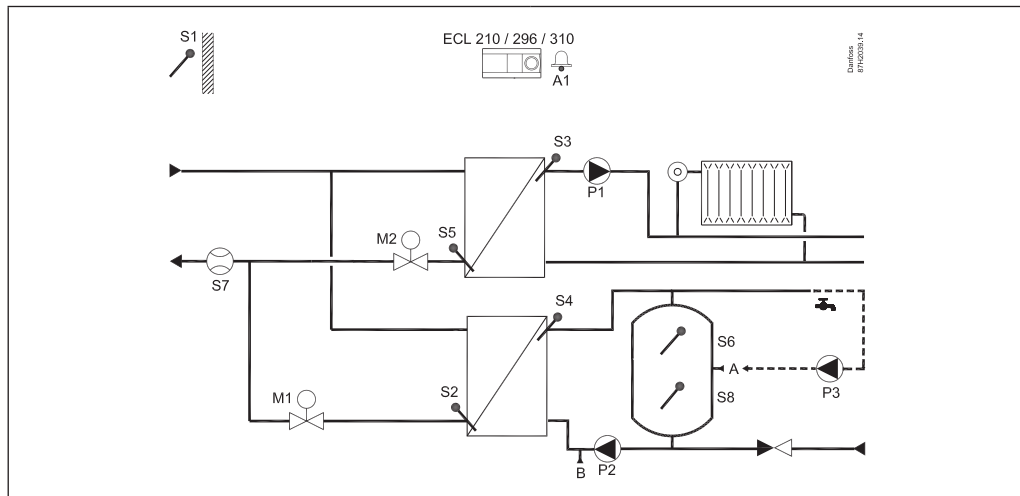 S1
ECL 210 / 296 / 310
A1
Danfoss
87H2039.14
S3
P1
M2
S5
S7
S4
S6
A
S8
P3
M1
S2
B
P2